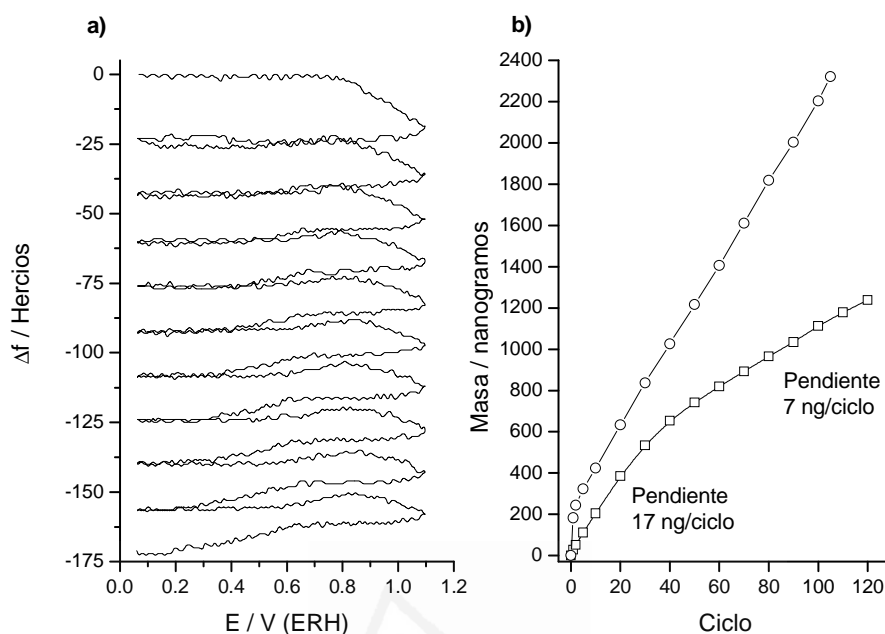 a)
0
-25
-50
-75
-100
-125
-150
-175
Δf / Hercios
0.0 0.2 0.4 0.6 0.8 1.0 1.2
E / V (ERH)
b)
2400
2200
2000
1800
1600
1400
1200
1000
800
600
400
200
0
Masa / nanogramos
Pendiente
7 ng/ciclo
Pendiente
17 ng/ciclo
0 20 40 60 80 100 120
Ciclo